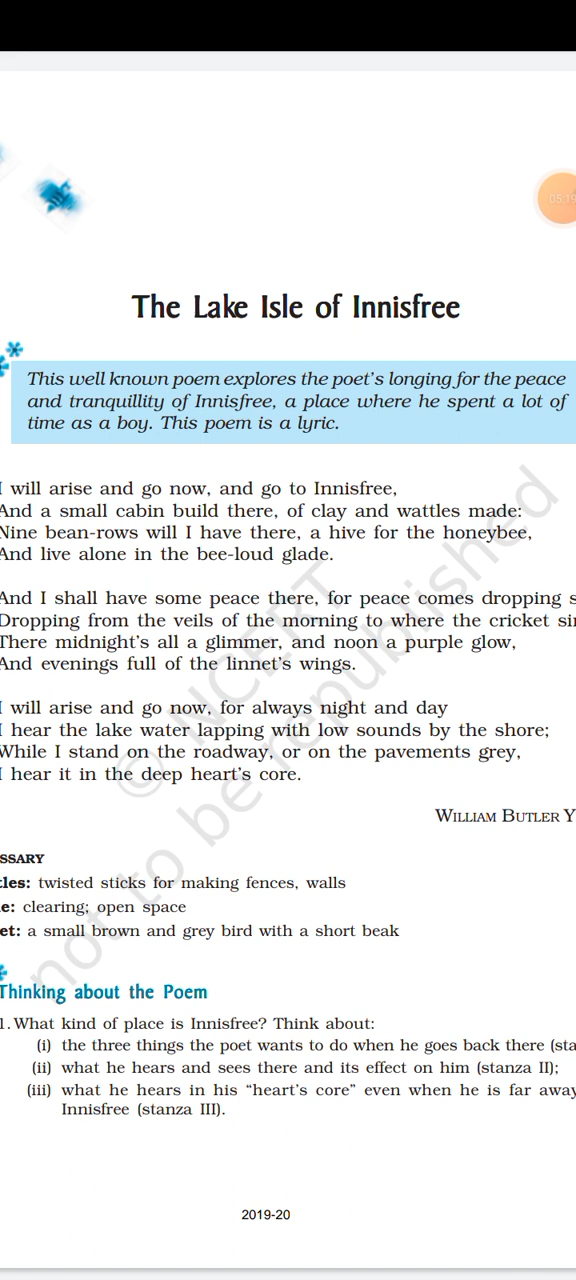 The Lake Isle of Innisfree
This well known poem explores the poet's longing for the peace
and tranquillity of Innisfree, a place where he spent a lot of
time as a boy. This poem is a lyric.
I will arise and go now, and go to Innisfree,
And a small cabin build there, of clay and wattles made:
Nine bean-rows will I have there, a hive for the honeybee,
And live alone in the bee-loud glade.
And I shall have some peace there, for peace comes dropping s
Dropping from the veils of the morning to where the cricket sin
There midnight's all a glimmer, and noon a purple glow,
And evenings full of the linnet's wings.
I will arise and go now, for always night and day
I hear the lake water lapping with low sounds by the shore;
While I stand on the roadway, or on the pavements grey,
I hear it in the deep heart's core.
WILLIAM BUTLER Y
SSARY
tles: twisted sticks for making fences, walls
e: clearing; open space
et: a small brown and grey bird with a short beak
Thinking about the Poem
1. What kind of place is Innisfree? Think about:
(i) the three things the poet wants to do when he goes back there (sta
(ii) what he hears and sees there and its effect on him (stanza II);
(iii) what he hears in his "heart's core" even when he is far away
Innisfree (stanza III).
2019-20
© NCERT
not to be republished
05:19